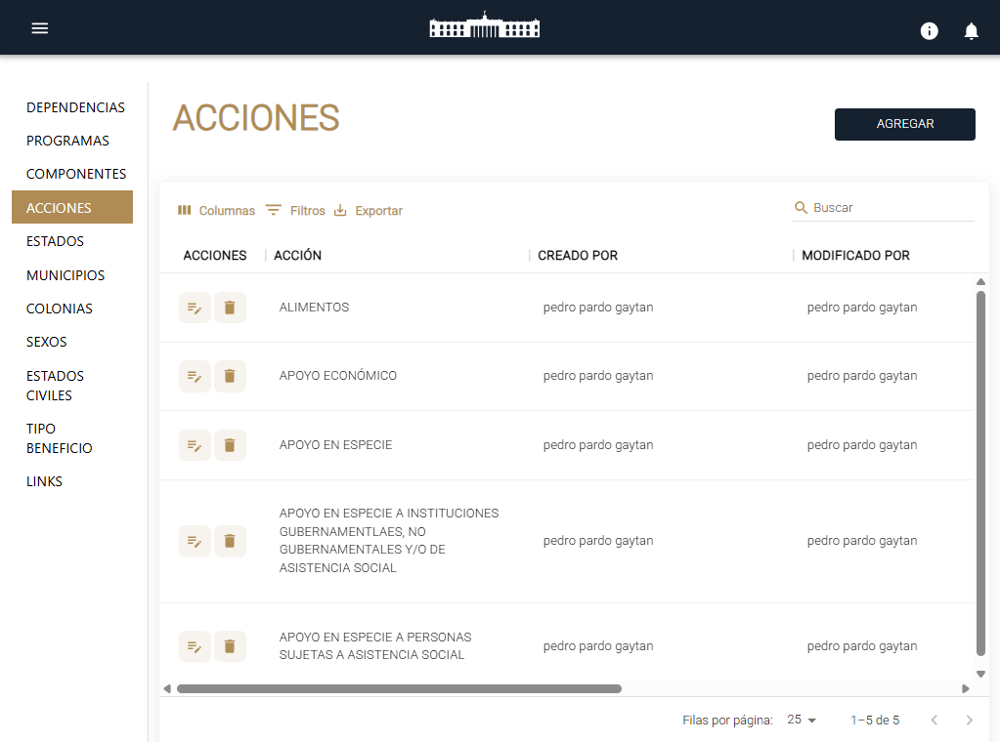 DEPENDENCIAS
PROGRAMAS
COMPONENTES
ACCIONES
ESTADOS
MUNICIPIOS
COLONIAS
SEXOS
ESTADOS
CIVILES
TIPO
BENEFICIO
LINKS
ACCIONES
AGREGAR
Columnas Filtros Exportar
Buscar
ACCIONES ACCIÓN CREADO POR MODIFICADO POR
ALIMENTOS pedro pardo gaytan pedro pardo gaytan
APOYO ECONÓMICO pedro pardo gaytan pedro pardo gaytan
APOYO EN ESPECIE pedro pardo gaytan pedro pardo gaytan
APOYO EN ESPECIE A INSTITUCIONES
GUBERNAMENTLAES, NO
GUBERNAMENTALES Y/O DE
ASISTENCIA SOCIAL
pedro pardo gaytan pedro pardo gaytan
APOYO EN ESPECIE A PERSONAS
SUJETAS A ASISTENCIA SOCIAL
pedro pardo gaytan pedro pardo gaytan
Filas por página: 25 1–5 de 5